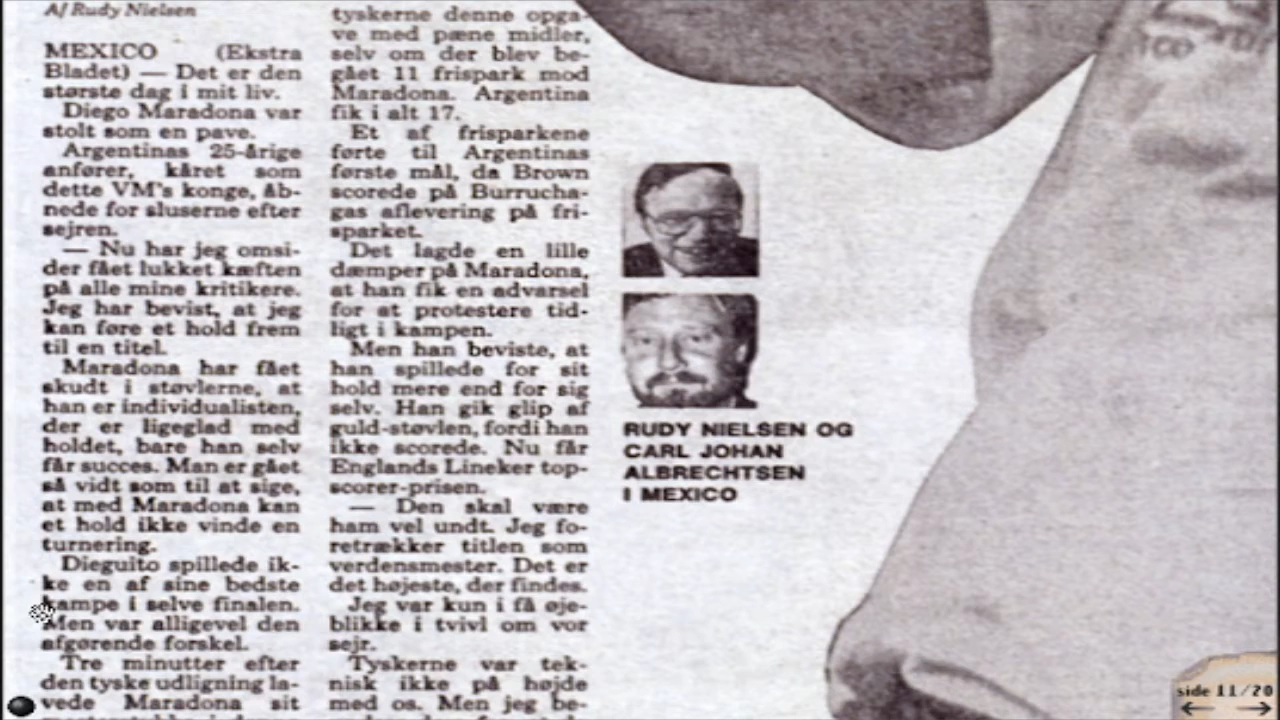 Af Rudy Nielsen
MEXICO (Ekstra
Bladet) — Det er den
største dag i mit liv.
Diego Maradona var
stolt som en pave.
Argentinas 25-årige
anfører, kåret som
dette VM's konge, åb-
nede for sluserne efter
sejren.
— Nu har jeg omsi-
der fået lukket kæften
på alle mine kritikere.
Jeg har bevist, at jeg
kan føre et hold frem
til en titel.
Maradona har fået
skudt i støvlerne, at
han er individualisten,
der er ligeglad med
holdet, bare han selv
får succes. Man er gået
så vidt som til at sige,
at med Maradona kan
et hold ikke vinde en
turnering.
Dieguito spillede ik-
ke en af sine bedste
kampe i selve finalen.
Men var alligevel den
afgørende forskel.
Tre minutter efter
den tyske udligning la-
vede Maradona sit
tyskerne denne opga-
ve med pæne midler,
selv om der blev be-
gået 11 frispark mod
Maradona. Argentina
fik i alt 17.
Et af frisparkene
førte til Argentinas
første mål, da Brown
scorede på Burrucha-
gas aflevering på fri-
sparket.
Det lagde en lille
dæmper på Maradona,
at han fik en advarsel
for at protestere tid-
ligt i kampen.
Men han beviste, at
han spillede for sit
hold mere end for sig
selv. Han gik glip af
guld-støvlen, fordi han
ikke scorede. Nu får
Englands Lineker top-
scorer-prisen.
— Den skal være
ham vel undt. Jeg fo-
retrækker titlen som
verdensmester. Det er
det højeste, der findes.
Jeg var kun i få øje-
blikke i tvivl om vor
sejr.
Tyskerne var tek-
nisk ikke på højde
med os. Men jeg be-
RUDY NIELSEN OG
CARL JOHAN
ALBRECHTSEN
I MEXICO
side 11/20